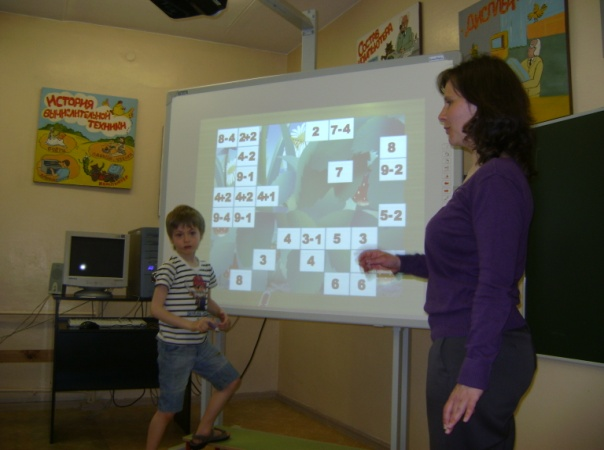 ИСТОРИЯ
ВЫЧИСЛИТЕЛЬНОЙ
ТЕХНИКИ
ДИСПЛЕЙ
8-4 2+2 2 7-4
4-2 8
9-1 7 9-2
4+2 4+2 4+1
9-4 9-1 5-2
4 3-1 5 3
3 4
8 6 6